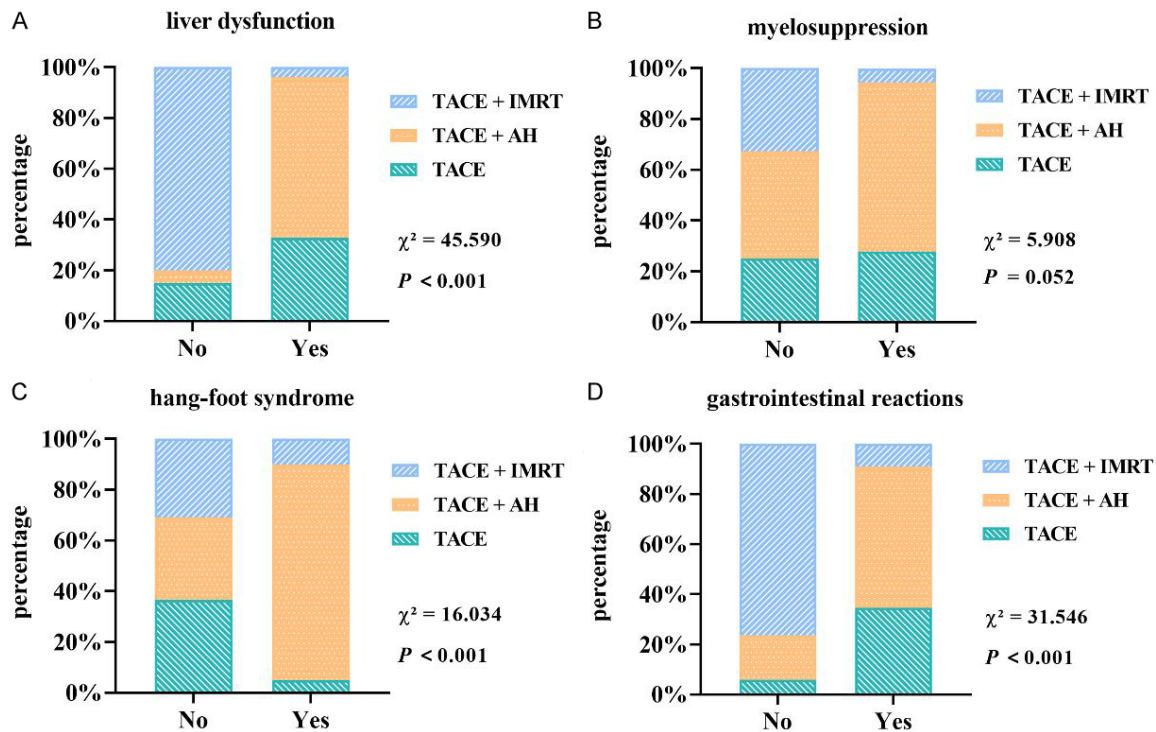 A
liver dysfunction
100%
80%
60%
40%
20%
0%
percentage
No Yes
TACE + IMRT
TACE + AH
TACE
χ² = 45.590
P < 0.001
B
myelosuppression
100%
80%
60%
40%
20%
0%
percentage
No Yes
TACE + IMRT
TACE + AH
TACE
χ² = 5.908
P = 0.052
C
hang-foot syndrome
100%
80%
60%
40%
20%
0%
percentage
No Yes
TACE + IMRT
TACE + AH
TACE
χ² = 16.034
P < 0.001
D
gastrointestinal reactions
100%
80%
60%
40%
20%
0%
percentage
No Yes
TACE + IMRT
TACE + AH
TACE
χ² = 31.546
P < 0.001